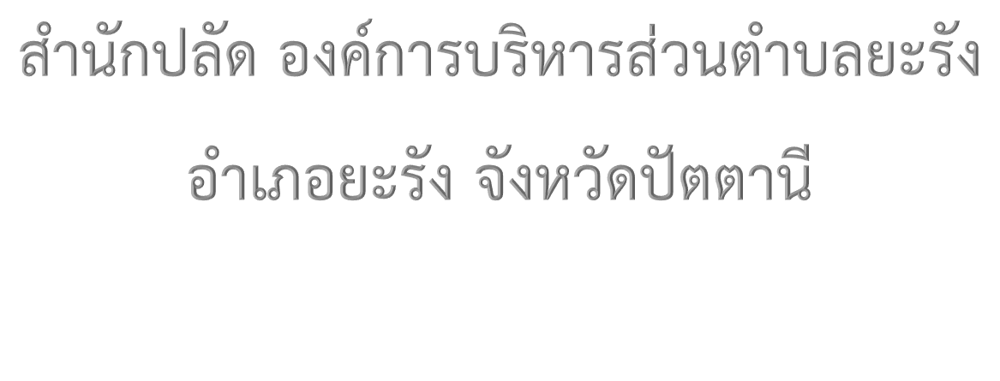 สำนักปลัด องค์การบริหารส่วนตำบลยะรัง
อำเภอยะรัง จังหวัดปัตตานี